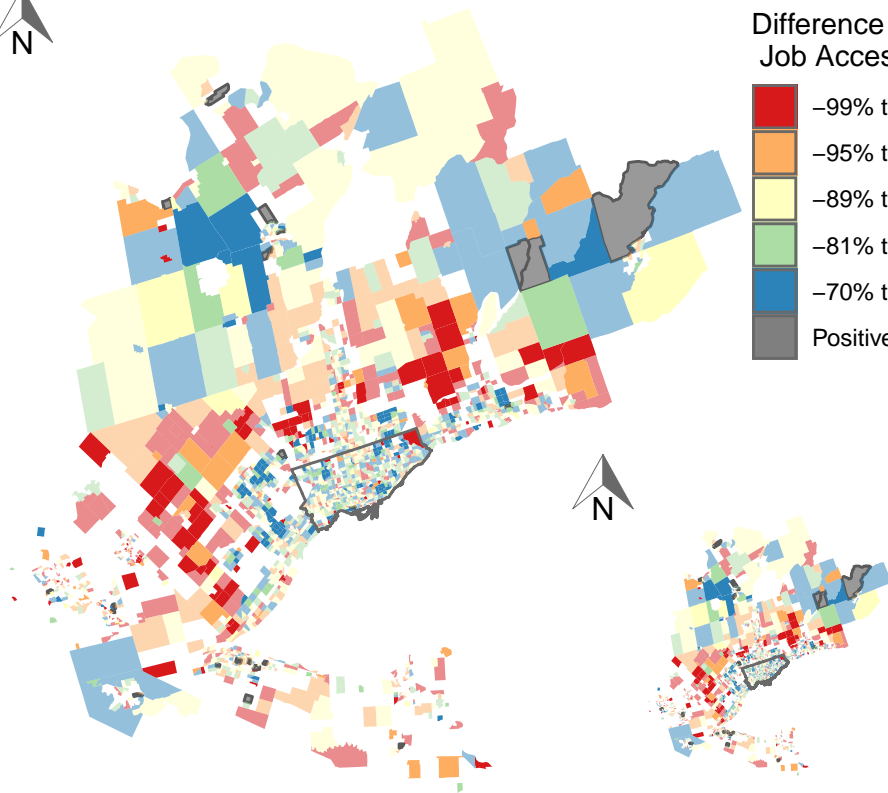 N
Difference
Job Acces
−99% t
−95% t
−89% t
−81% t
−70% t
Positive
N